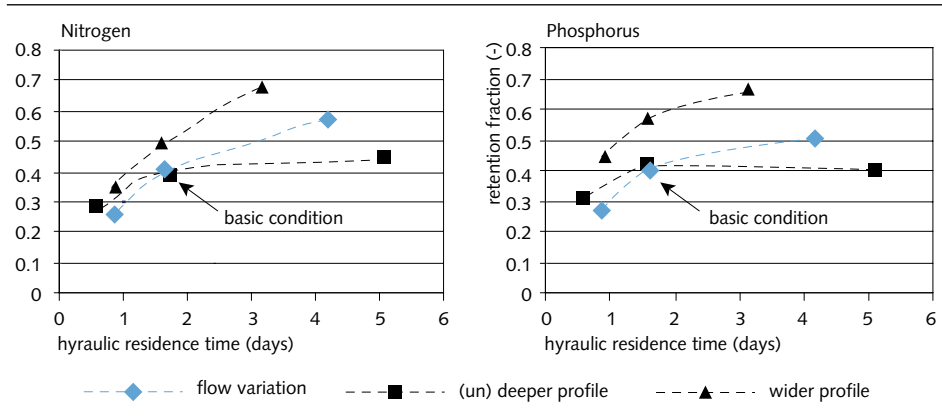 Nitrogen
0.8
0.7
0.6
0.5
0.4
0.3
0.2
0.1
0
basic condition
0 1 2 3 4 5 6
hyraulic residence time (days)
Phosphorus
retention fraction (-)
0.8
0.7
0.6
0.5
0.4
0.3
0.2
0.1
0
basic condition
0 1 2 3 4 5 6
hyraulic residence time (days)
flow variation (un) deeper profile wider profile